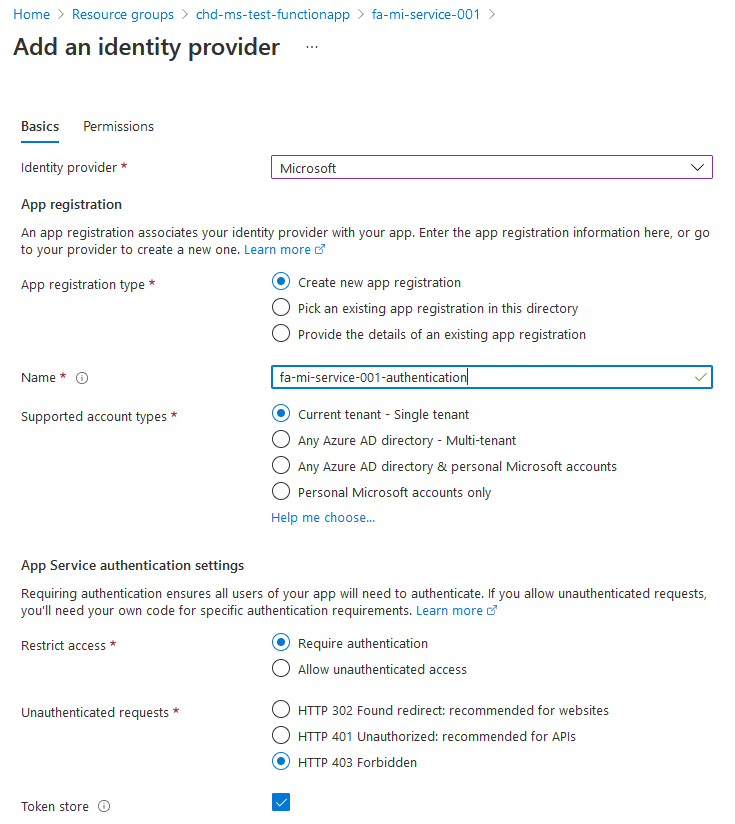 Home > Resource groups > chd-ms-test-functionapp > fa-mi-service-001 >
Add an identity provider ...
Basics Permissions
Identity provider * Microsoft
App registration
An app registration associates your identity provider with your app. Enter the app registration information here, or go
to your provider to create a new one. Learn more
App registration type * Create new app registration
Pick an existing app registration in this directory
Provide the details of an existing app registration
Name * fa-mi-service-001-authentication
Supported account types * Current tenant - Single tenant
Any Azure AD directory - Multi-tenant
Any Azure AD directory & personal Microsoft accounts
Personal Microsoft accounts only
Help me choose...
App Service authentication settings
Requiring authentication ensures all users of your app will need to authenticate. If you allow unauthenticated requests,
you'll need your own code for specific authentication requirements. Learn more
Restrict access * Require authentication
Allow unauthenticated access
Unauthenticated requests * HTTP 302 Found redirect: recommended for websites
HTTP 401 Unauthorized: recommended for APIs
HTTP 403 Forbidden
Token store